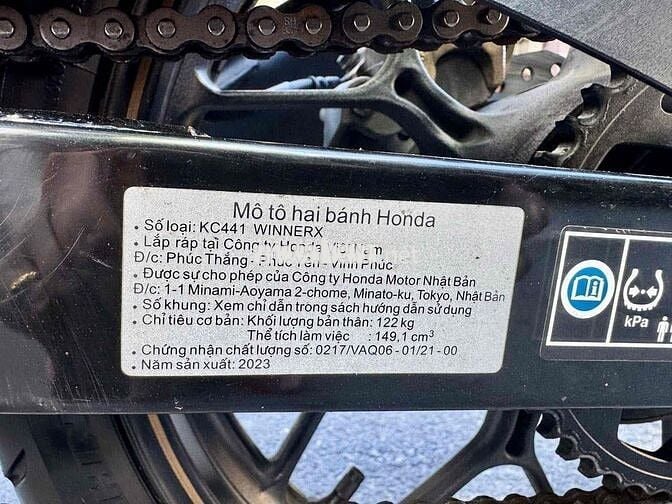 Mô tô hai bánh Honda
• Số loại: KC441 WINNERX
• Lắp ráp tại Công ty Honda Việt Nam
Đ/c: Phúc Thắng - Phúc Yên - Vĩnh Phúc
• Được sự cho phép của Công ty Honda Motor Nhật Bản
Đ/c: 1-1 Minami-Aoyama 2-chome, Minato-ku, Tokyo, Nhật Bản
• Số khung: Xem chỉ dẫn trong sách hướng dẫn sử dụng
• Chỉ tiêu cơ bản: Khối lượng bản thân: 122 kg
Thể tích làm việc : 149,1 cm³
• Chứng nhận chất lượng số: 0217/VAQ06 - 01/21 - 00
• Năm sản xuất: 2023
kPa